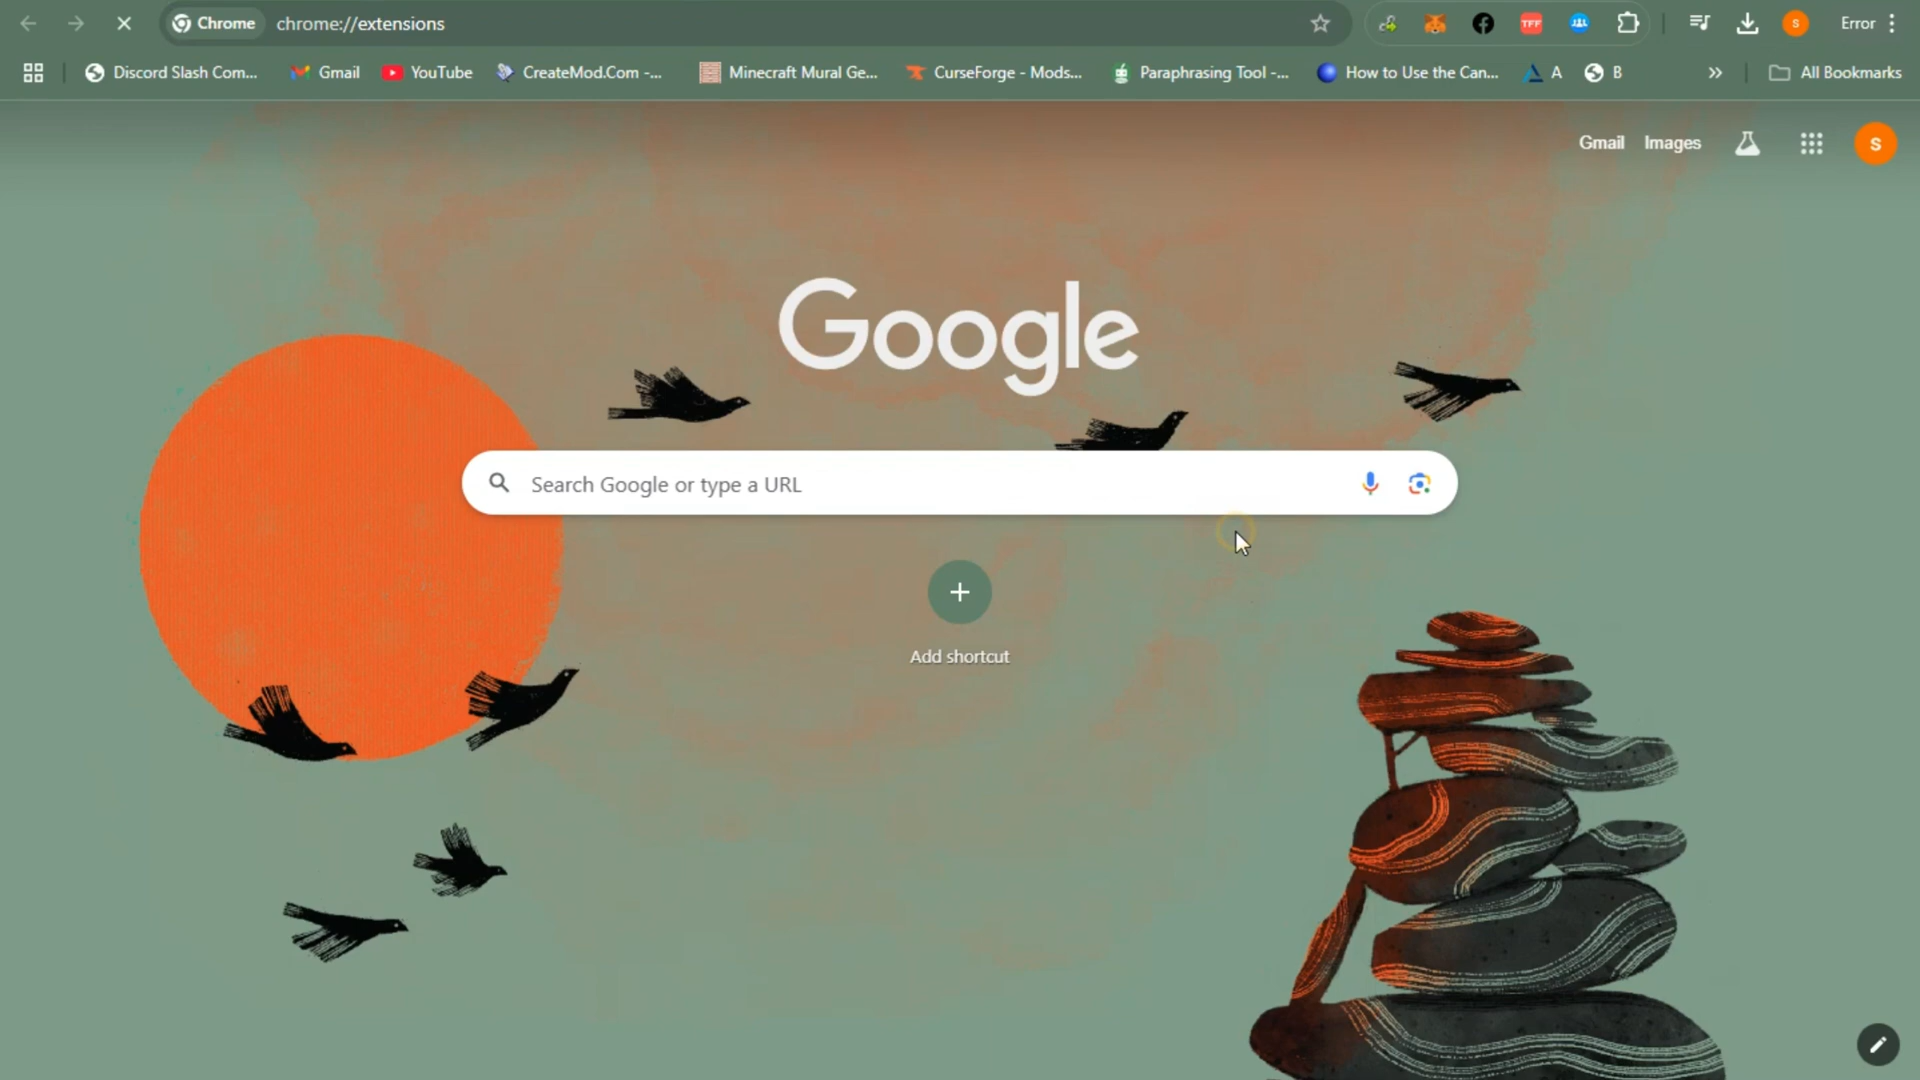 Chrome chrome://extensions TFF S Error
Discord Slash Com... Gmail YouTube CreateMod.Com -... Minecraft Mural Ge... CurseForge - Mods... Paraphrasing Tool -... How to Use the Can... A B » All Bookmarks
Gmail Images S
Google
Search Google or type a URL
Add shortcut